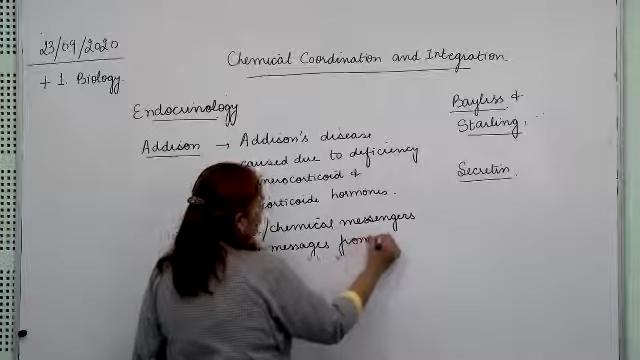 23/09/2020
+ 1. Biology.
Chemical Coordination and Integration.
Endocrinology
Addison → Addison's disease
caused due to deficiency
&
hormones.
/chemical messengers
messages from
Bayliss &
Starling.
Secretin.